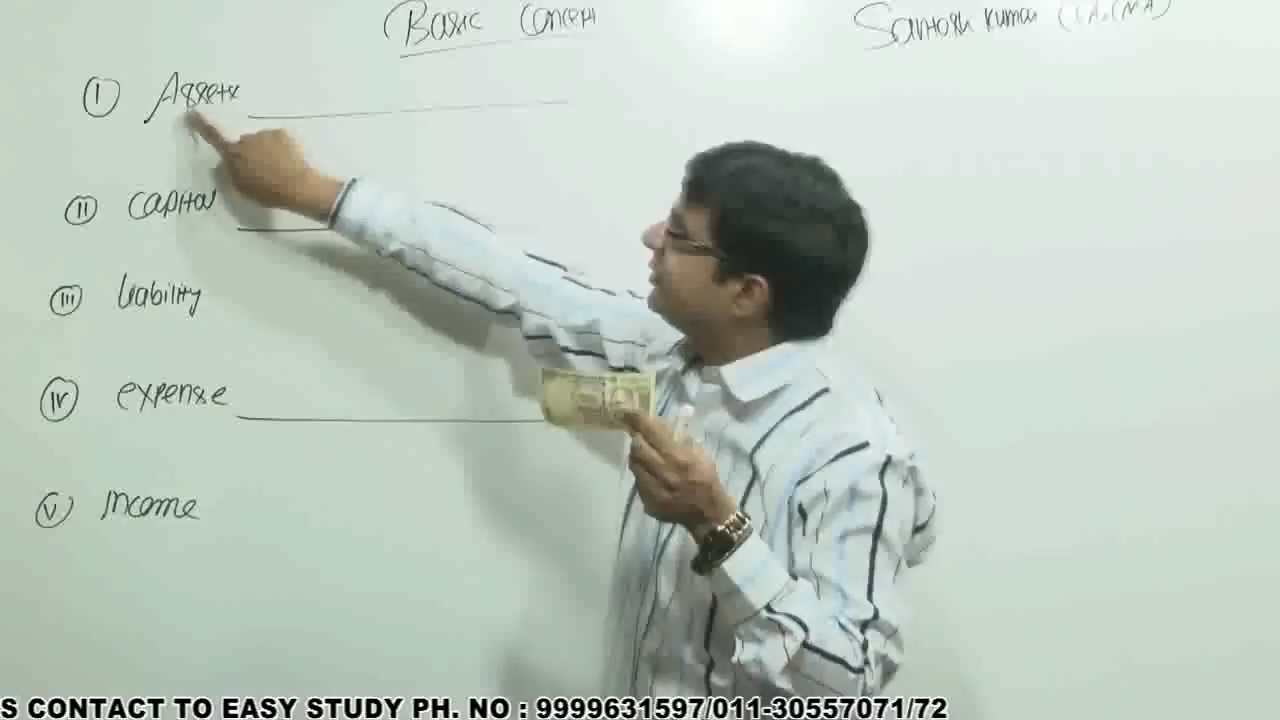 Basic Concept
Santosh Kumar (CA, CMA)
I Assets
II Capital
III Liability
IV expense
V Income
S CONTACT TO EASY STUDY PH. NO : 9999631597/011-30557071/72